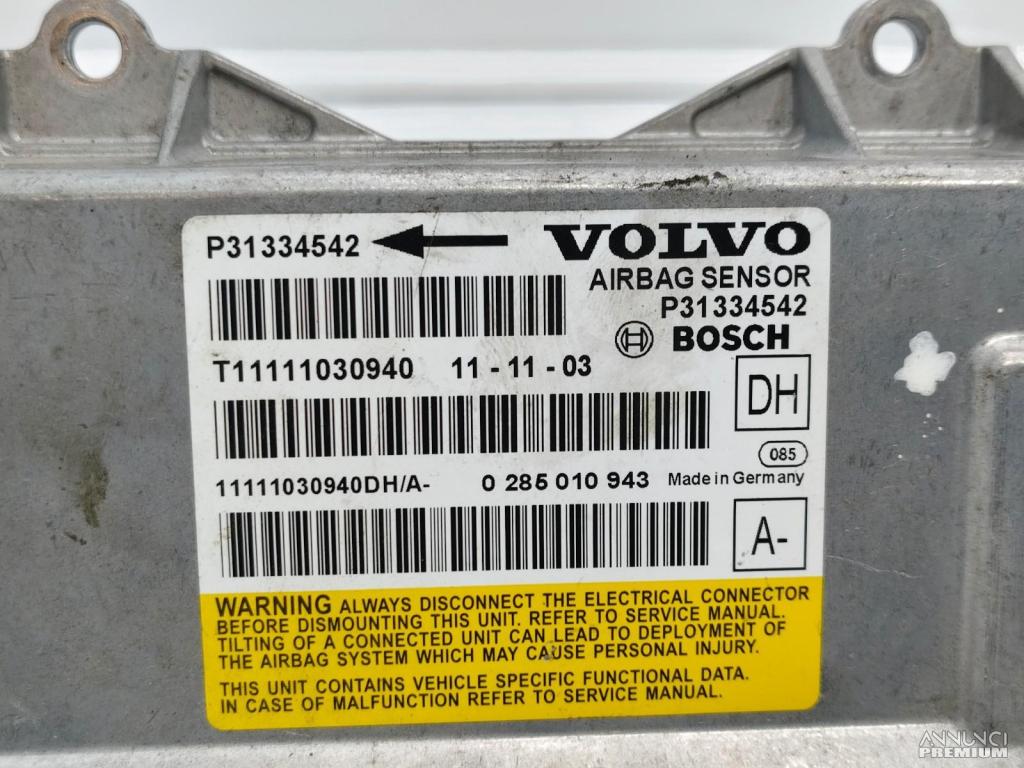 P31334542
VOLVO
AIRBAG SENSOR
P31334542
BOSCH
T11111030940 11 - 11 - 03
DH
085
11111030940DH/A- 0 285 010 943 Made in Germany
A-
WARNING ALWAYS DISCONNECT THE ELECTRICAL CONNECTOR
BEFORE DISMOUNTING THIS UNIT. REFER TO SERVICE MANUAL.
TILTING OF A CONNECTED UNIT CAN LEAD TO DEPLOYMENT OF
THE AIRBAG SYSTEM WHICH MAY CAUSE PERSONAL INJURY.
THIS UNIT CONTAINS VEHICLE SPECIFIC FUNCTIONAL DATA.
IN CASE OF MALFUNCTION REFER TO SERVICE MANUAL.
ANNUNCI
PREMIUM